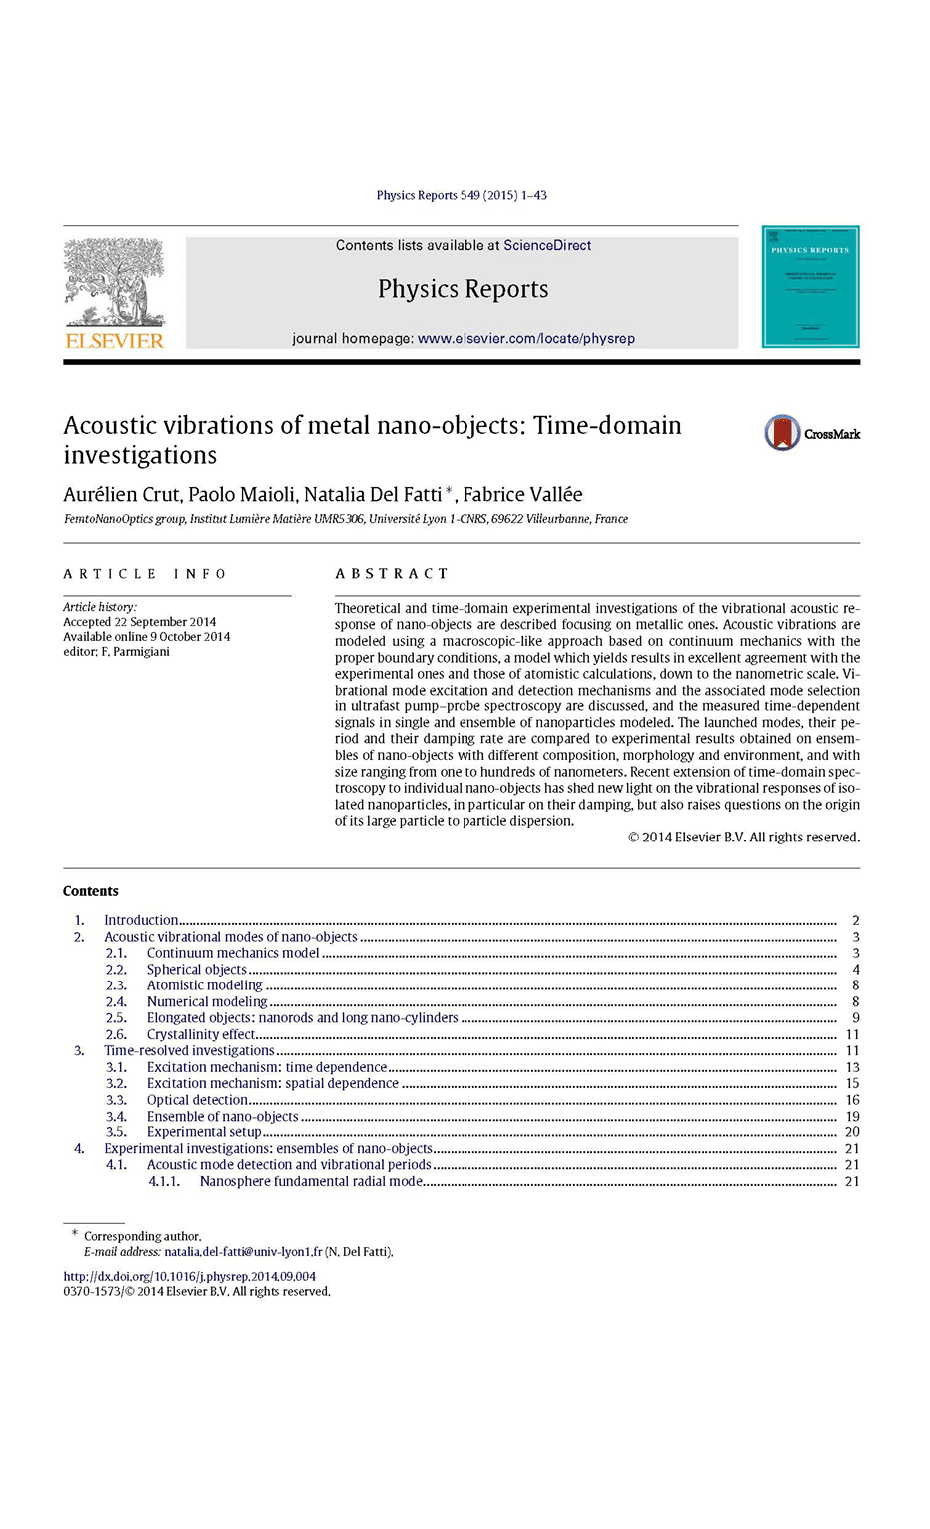 Physics Reports 549 (2015) 1–43
Contents lists available at ScienceDirect
Physics Reports
journal homepage: www.elsevier.com/locate/physrep
ELSEVIER
PHYSICS REPORTS
Acoustic vibrations of metal nano-objects: Time-domain
investigations
CrossMark
Aurélien Crut, Paolo Maioli, Natalia Del Fatti *, Fabrice Vallée
FemtoNanoOptics group, Institut Lumière Matière UMR5306, Université Lyon 1-CNRS, 69622 Villeurbanne, France
ARTICLE INFO
Article history:
Accepted 22 September 2014
Available online 9 October 2014
editor: F. Parmigiani
ABSTRACT
Theoretical and time-domain experimental investigations of the vibrational acoustic re-
sponse of nano-objects are described focusing on metallic ones. Acoustic vibrations are
modeled using a macroscopic-like approach based on continuum mechanics with the
proper boundary conditions, a model which yields results in excellent agreement with the
experimental ones and those of atomistic calculations, down to the nanometric scale. Vi-
brational mode excitation and detection mechanisms and the associated mode selection
in ultrafast pump–probe spectroscopy are discussed, and the measured time-dependent
signals in single and ensemble of nanoparticles modeled. The launched modes, their pe-
riod and their damping rate are compared to experimental results obtained on ensem-
bles of nano-objects with different composition, morphology and environment, and with
size ranging from one to hundreds of nanometers. Recent extension of time-domain spec-
troscopy to individual nano-objects has shed new light on the vibrational responses of iso-
lated nanoparticles, in particular on their damping, but also raises questions on the origin
of its large particle to particle dispersion.
© 2014 Elsevier B.V. All rights reserved.
Contents
1. Introduction 2
2. Acoustic vibrational modes of nano-objects 3
2.1. Continuum mechanics model 3
2.2. Spherical objects 4
2.3. Atomistic modeling 8
2.4. Numerical modeling 8
2.5. Elongated objects: nanorods and long nano-cylinders 9
2.6. Crystallinity effect 11
3. Time-resolved investigations 11
3.1. Excitation mechanism: time dependence 13
3.2. Excitation mechanism: spatial dependence 15
3.3. Optical detection 16
3.4. Ensemble of nano-objects 19
3.5. Experimental setup 20
4. Experimental investigations: ensembles of nano-objects 21
4.1. Acoustic mode detection and vibrational periods 21
4.1.1. Nanosphere fundamental radial mode 21
* Corresponding author.
E-mail address: natalia.del-fatti@univ-lyon1.fr (N. Del Fatti).
http://dx.doi.org/10.1016/j.physrep.2014.09.004
0370-1573/© 2014 Elsevier B.V. All rights reserved.